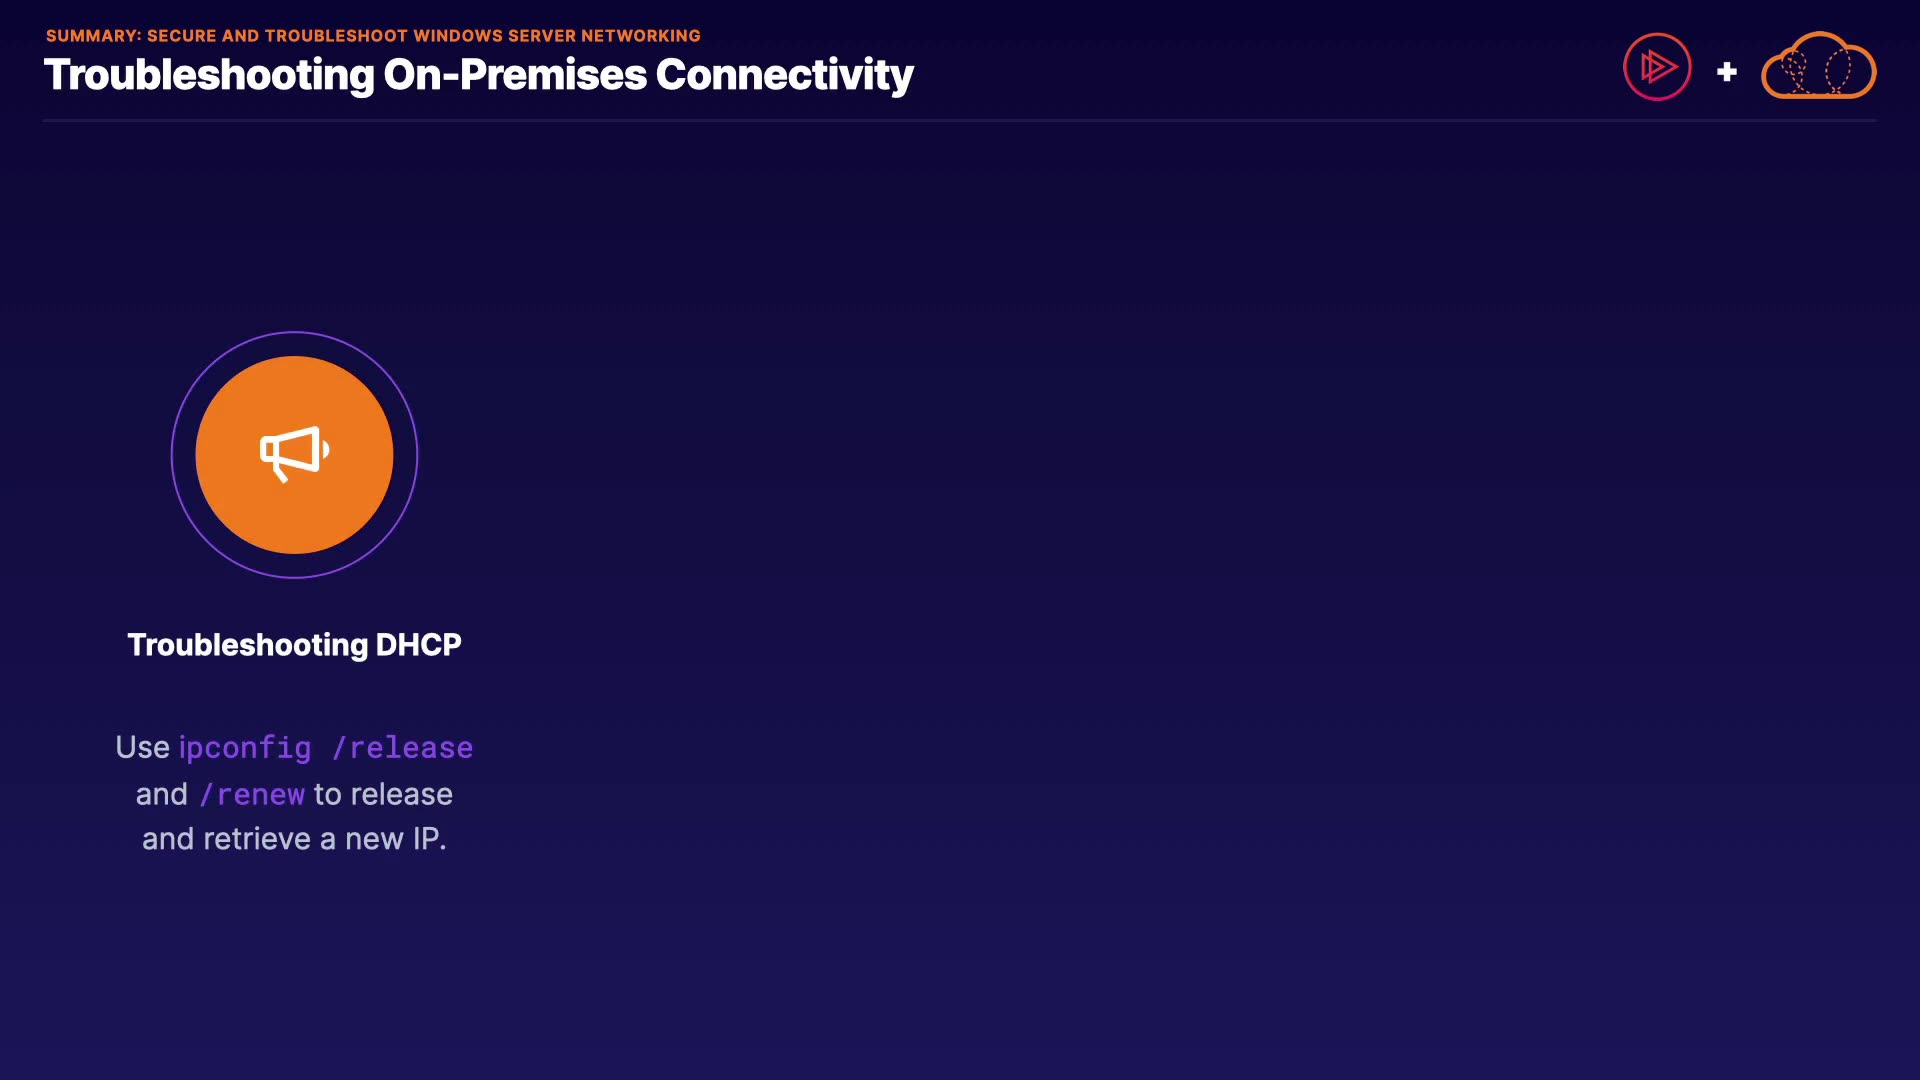 SUMMARY: SECURE AND TROUBLESHOOT WINDOWS SERVER NETWORKING
Troubleshooting On-Premises Connectivity
Troubleshooting DHCP
Use ipconfig /release
and /renew to release
and retrieve a new IP.